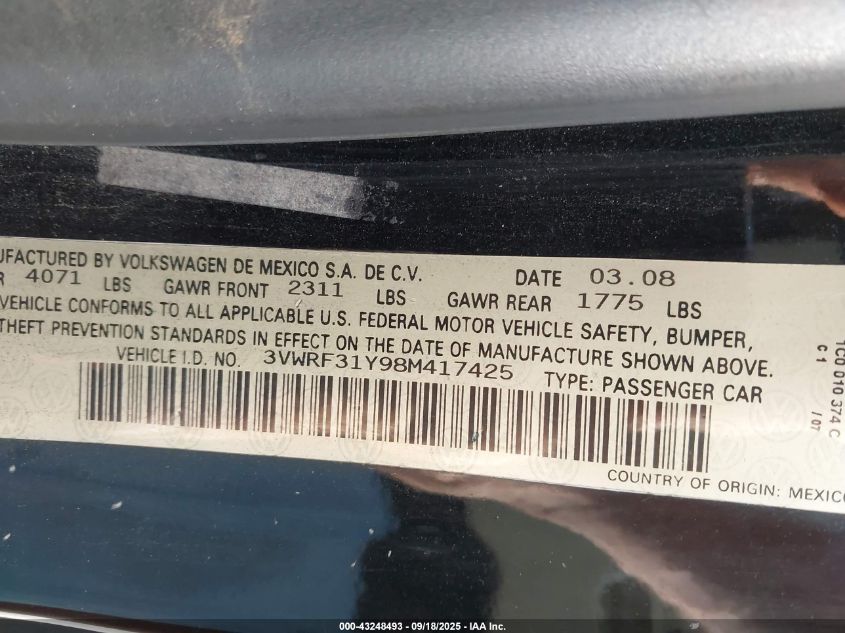 UFACTURED BY VOLKSWAGEN DE MEXICO S.A. DE C.V. DATE 03.08
R 4071 LBS GAWR FRONT 2311 LBS GAWR REAR 1775 LBS
VEHICLE CONFORMS TO ALL APPLICABLE U.S. FEDERAL MOTOR VEHICLE SAFETY, BUMPER,
THEFT PREVENTION STANDARDS IN EFFECT ON THE DATE OF MANUFACTURE SHOWN ABOVE.
VEHICLE I.D. NO. 3VWRF31Y98M417425 TYPE: PASSENGER CAR
COUNTRY OF ORIGIN: MEXICO
1C0 010 374 C
C 1 / 07
000-43248493 - 09/18/2025 - IAA Inc.